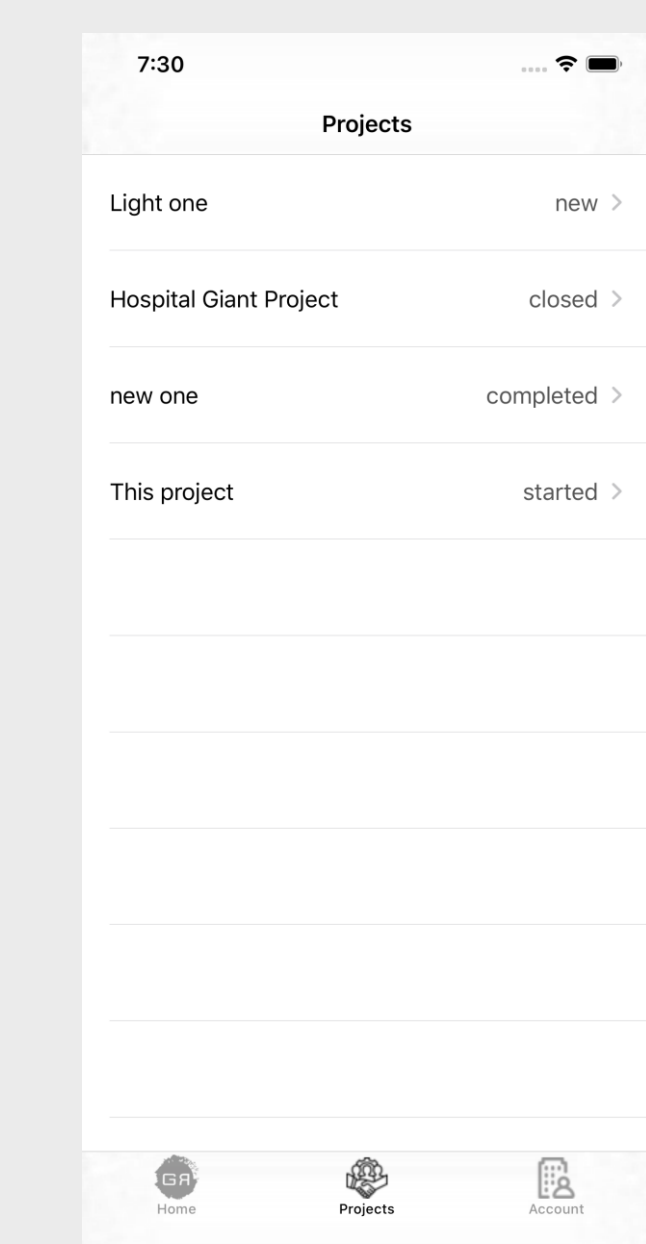 7:30
Projects
Light one new
Hospital Giant Project closed
new one completed
This project started
GЯ
Home Projects Account